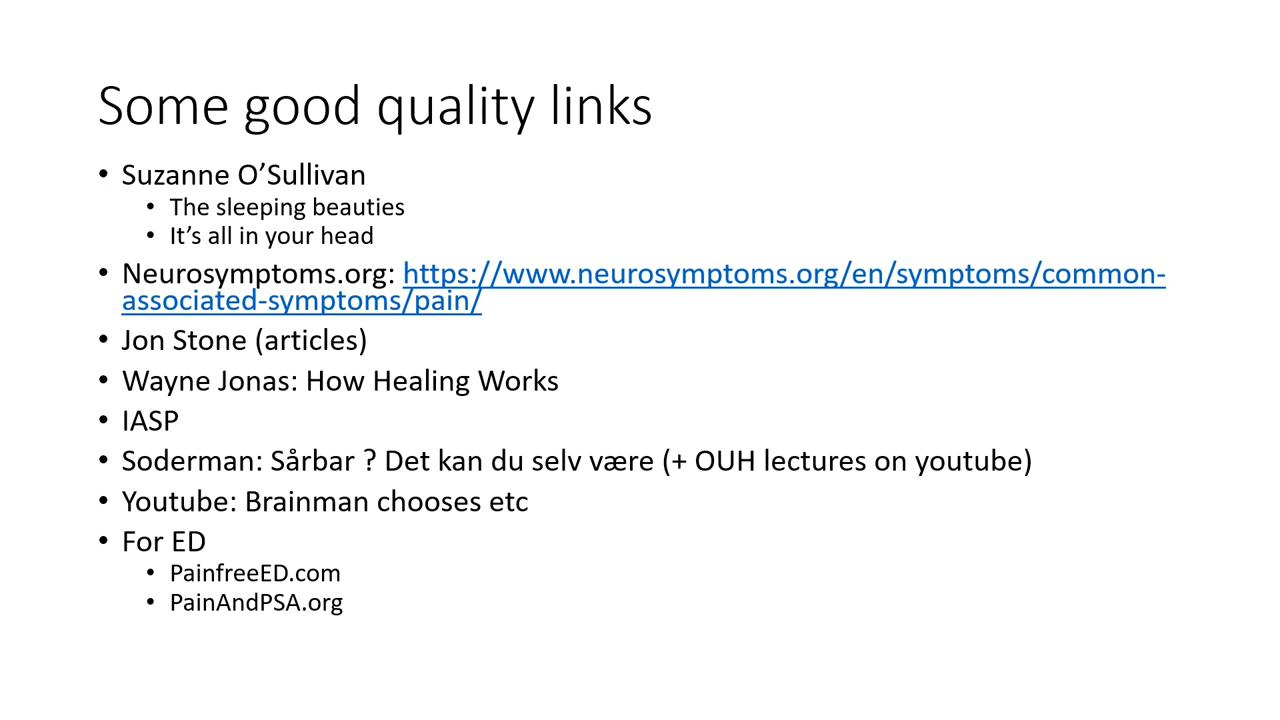 Some good quality links
• Suzanne O’Sullivan
• The sleeping beauties
• It’s all in your head
• Neurosymptoms.org: https://www.neurosymptoms.org/en/symptoms/common-
associated-symptoms/pain/
• Jon Stone (articles)
• Wayne Jonas: How Healing Works
• IASP
• Soderman: Sårbar ? Det kan du selv være (+ OUH lectures on youtube)
• Youtube: Brainman chooses etc
• For ED
• PainfreeED.com
• PainAndPSA.org